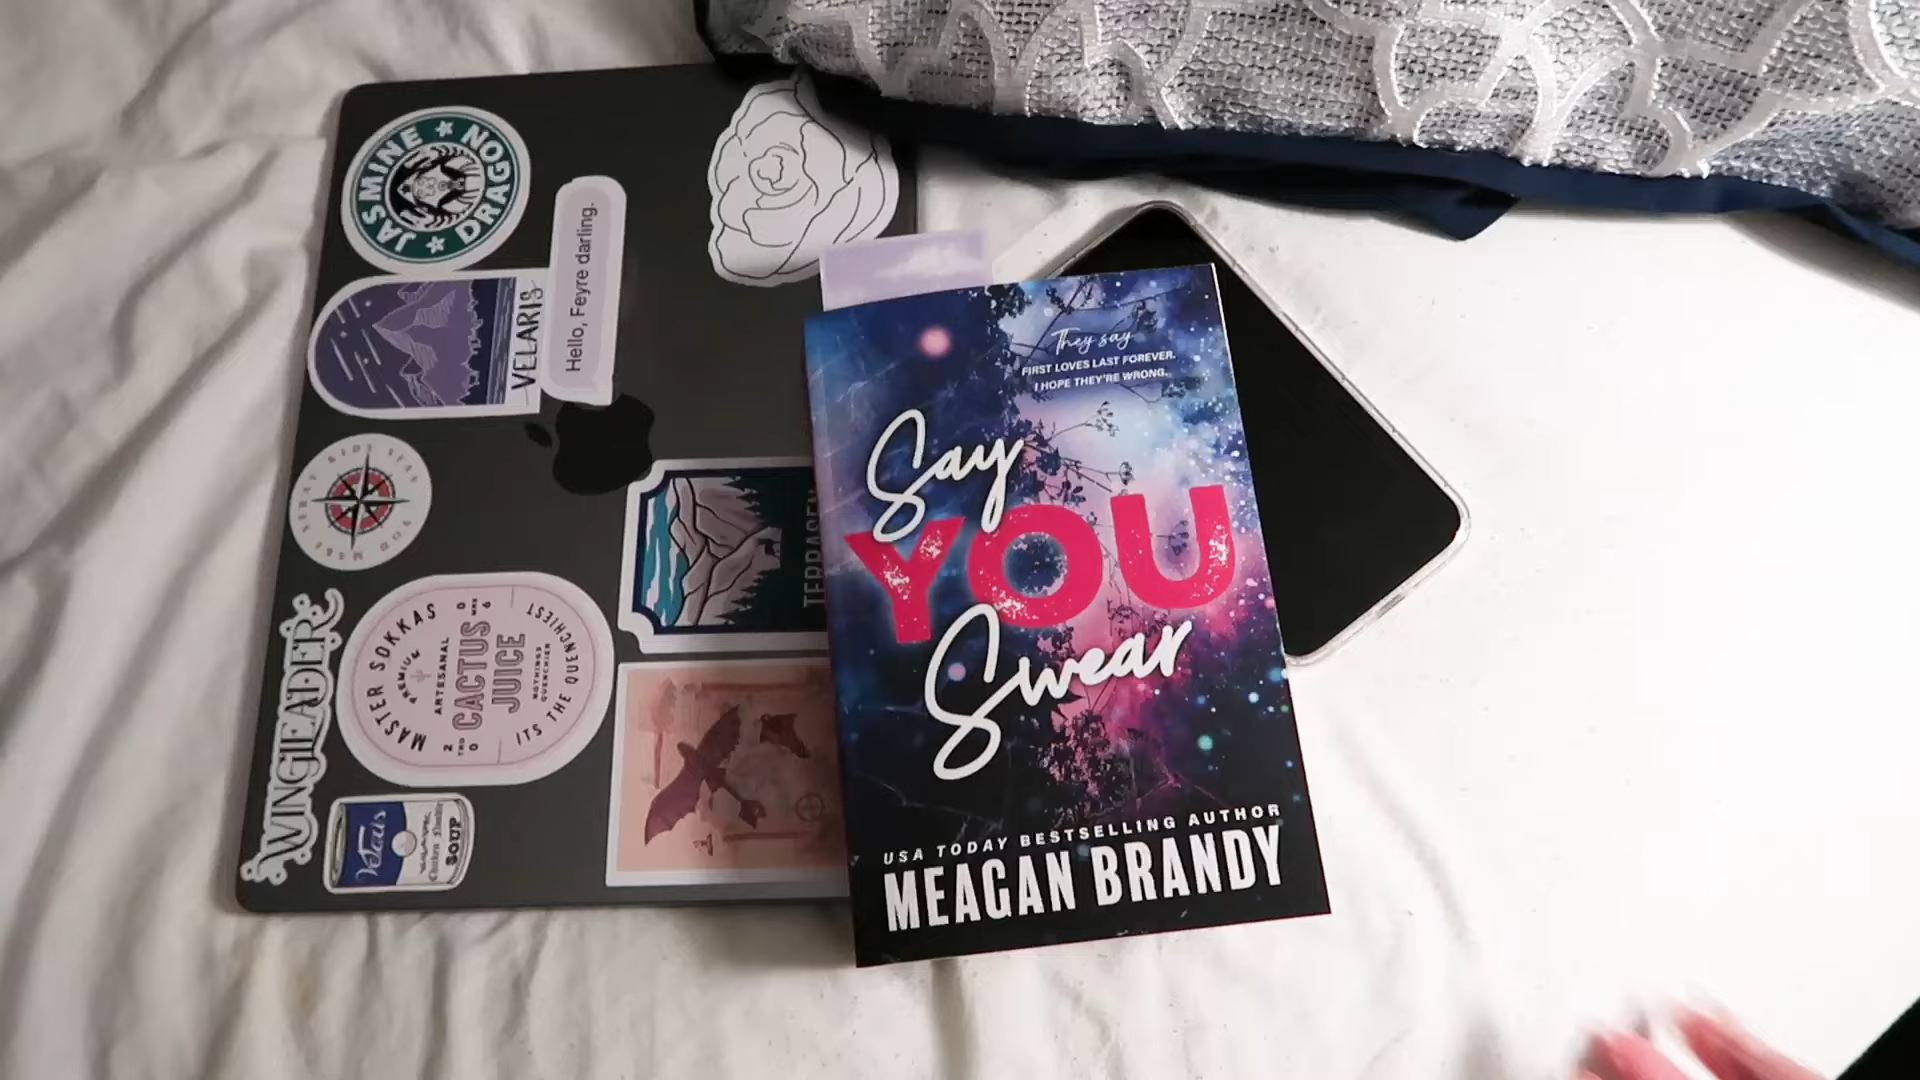 JASMINE DRAGON
VELARIS
Hello, Feyre darling.
TERRASEN
WINGLEADER
MASTER SOKKAS
PREMIUM
ARTESANAL
CACTUS
JUICE
NOTHINGS
QUENCHIER
ITS THE QUENCHIEST
Velaris
SOUP
They say
FIRST LOVES LAST FOREVER.
I HOPE THEY'RE WRONG.
Say
YOU
Swear
USA TODAY BESTSELLING AUTHOR
MEAGAN BRANDY